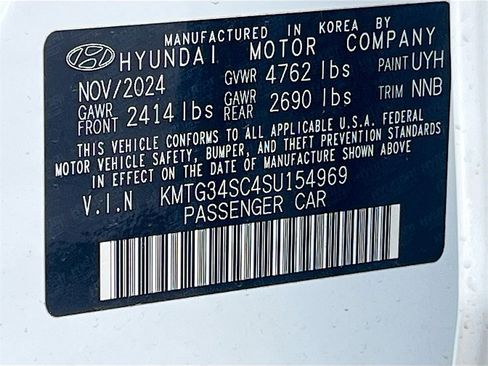 MANUFACTURED IN KOREA BY
HYUNDAI MOTOR COMPANY
NOV/2024 GVWR 4762 lbs PAINT UYH
GAWR FRONT 2414 lbs GAWR REAR 2690 lbs TRIM NNB
THIS VEHICLE CONFORMS TO ALL APPLICABLE U.S.A. FEDERAL
MOTOR VEHICLE SAFETY, BUMPER, AND THEFT PREVENTION STANDARDS
IN EFFECT ON THE DATE OF MANUFACTURE SHOWN ABOVE
V.I.N KMTG34SC4SU154969
PASSENGER CAR